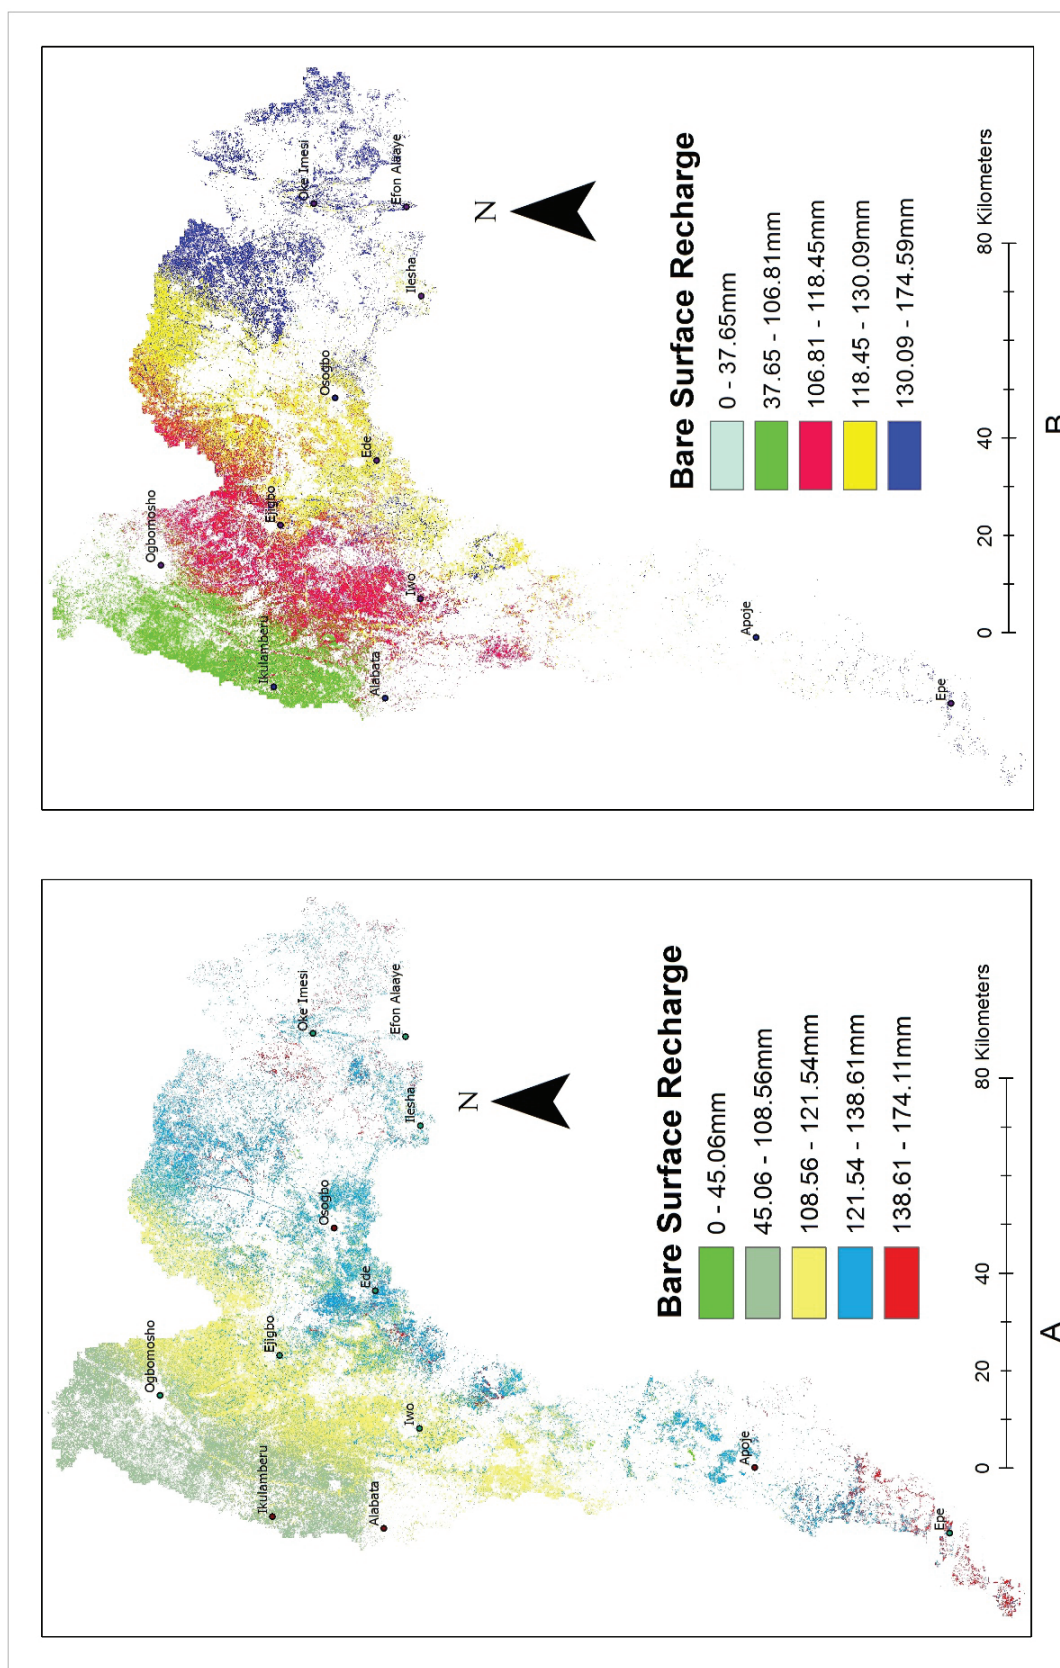 Ogbomosho
Ikulamberu
Ejigbo
Oke Imesi
Osogbo
Efon Alaaye
Ede
Ilesha
Alabata
Iwo
N
Apoje
Epe
Bare Surface Recharge
0 - 45.06mm
45.06 - 108.56mm
108.56 - 121.54mm
121.54 - 138.61mm
138.61 - 174.11mm
0 20 40 80 Kilometers
A
Ogbomosho
Ikulamberu
Ejigbo
Oke Imesi
Osogbo
Efon Alaaye
Ede
Ilesha
Alabata
Iwo
N
Apoje
Epe
Bare Surface Recharge
0 - 37.65mm
37.65 - 106.81mm
106.81 - 118.45mm
118.45 - 130.09mm
130.09 - 174.59mm
0 20 40 80 Kilometers
B